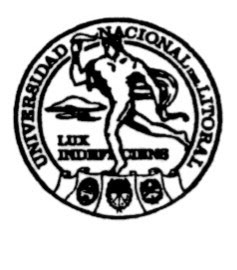 UNIVERSIDAD NACIONAL DEL LITORAL
LUX
INDEFICIENS